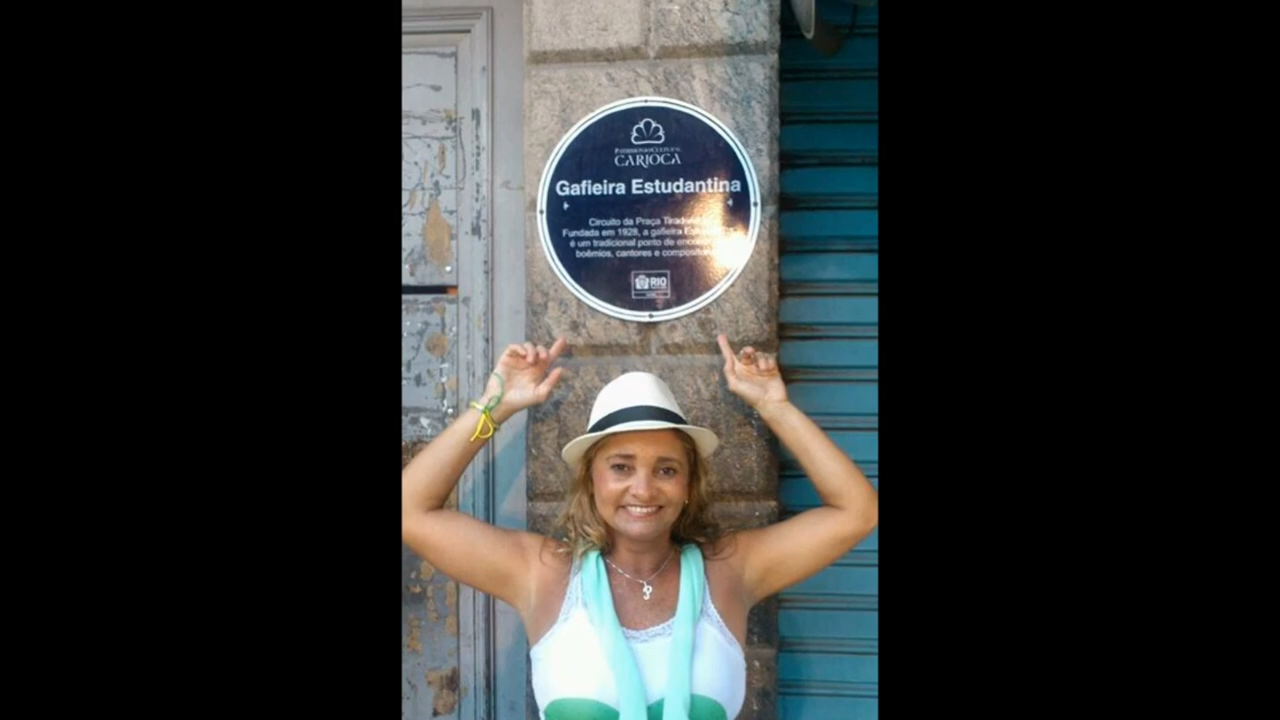 PATRIMÔNIO CULTURAL
CARIOCA
Gafieira Estudantina
Circuito da Praça
Fundada em 1928, a gafieira
é um tradicional ponto de
boêmios, cantores e
RIO